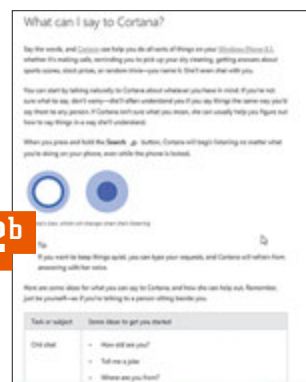 What can I say to Cortana?
Say the words, and Cortana can help you do all sorts of things on your Windows Phone 8.1,
whether it's making calls, reminding you to pick up your dry cleaning, getting answers about
sports scores, stock prices, or random trivia—you name it. She'll even chat with you.
You can start by talking naturally to Cortana about whatever you have in mind. If you're not
sure what to say, don't worry—she'll often understand you if you say things the same way you'd
say them to any person. If Cortana isn't sure what you mean, she can usually help you figure out
how to say things in a way she'll understand.
When you press and hold the Search button, Cortana will begin listening no matter what
you're doing on your phone, even while the phone is locked.
icon, which will change when she's listening
b
Tip
If you want to keep things quiet, you can type your requests, and Cortana will refrain from
answering with her voice.
Here are some ideas for what you can say to Cortana, and how she can help out. Remember,
just be yourself—as if you're talking to a person sitting beside you.
Task or subject Some ideas to get you started
Chit chat • How old are you?
• Tell me a joke
• Where are you from?